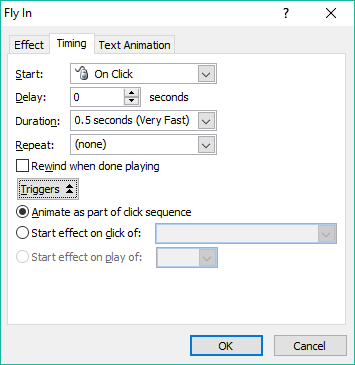 Fly In ? ×
Effect Timing Text Animation
Start: On Click
Delay: 0 seconds
Duration: 0.5 seconds (Very Fast)
Repeat: (none)
Rewind when done playing
Triggers
Animate as part of click sequence
Start effect on click of:
Start effect on play of:
OK Cancel